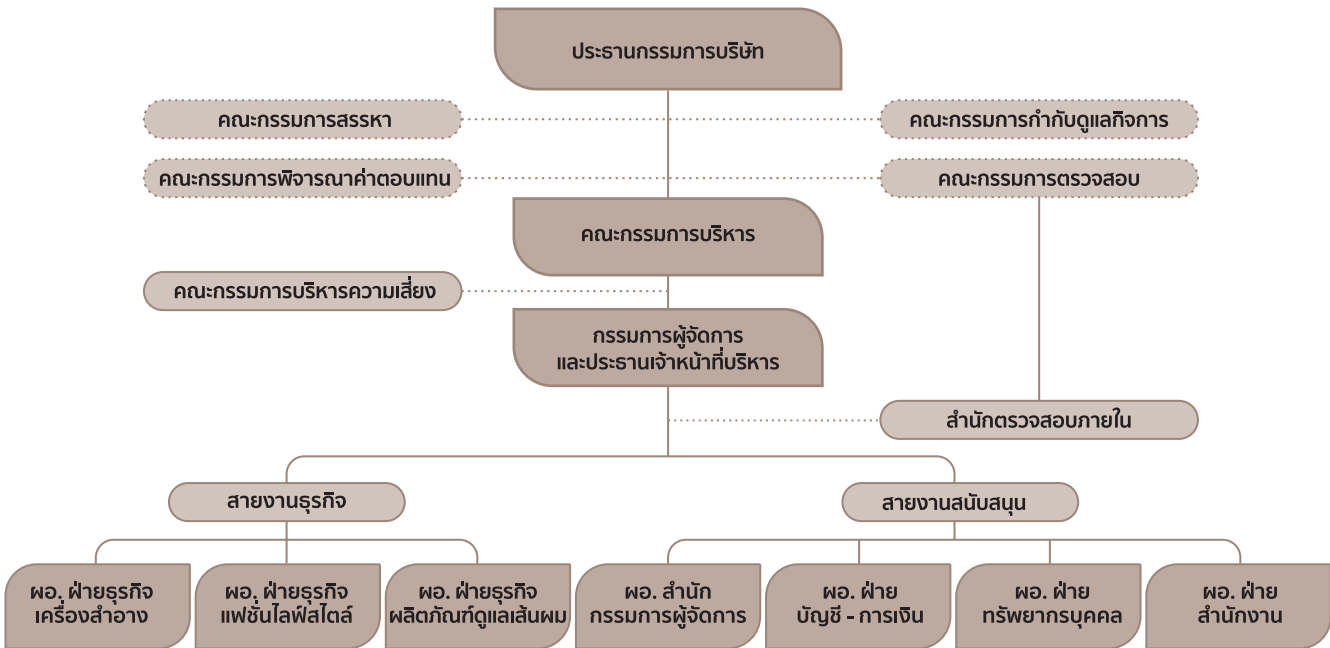 ประธานกรรมการบริษัท
คณะกรรมการสรรหา
คณะกรรมการกำกับดูแลกิจการ
คณะกรรมการพิจารณาค่าตอบแทน
คณะกรรมการตรวจสอบ
คณะกรรมการบริหาร
คณะกรรมการบริหารความเสี่ยง
กรรมการผู้จัดการ
และประธานเจ้าหน้าที่บริหาร
สำนักตรวจสอบภายใน
สายงานธุรกิจ
สายงานสนับสนุน
ผอ. ฝ่ายธุรกิจ
เครื่องสำอาง
ผอ. ฝ่ายธุรกิจ
แฟชั่นไลฟ์สไตล์
ผอ. ฝ่ายธุรกิจ
ผลิตภัณฑ์ดูแลเส้นผม
ผอ. สำนัก
กรรมการผู้จัดการ
ผอ. ฝ่าย
บัญชี - การเงิน
ผอ. ฝ่าย
ทรัพยากรบุคคล
ผอ. ฝ่าย
สำนักงาน